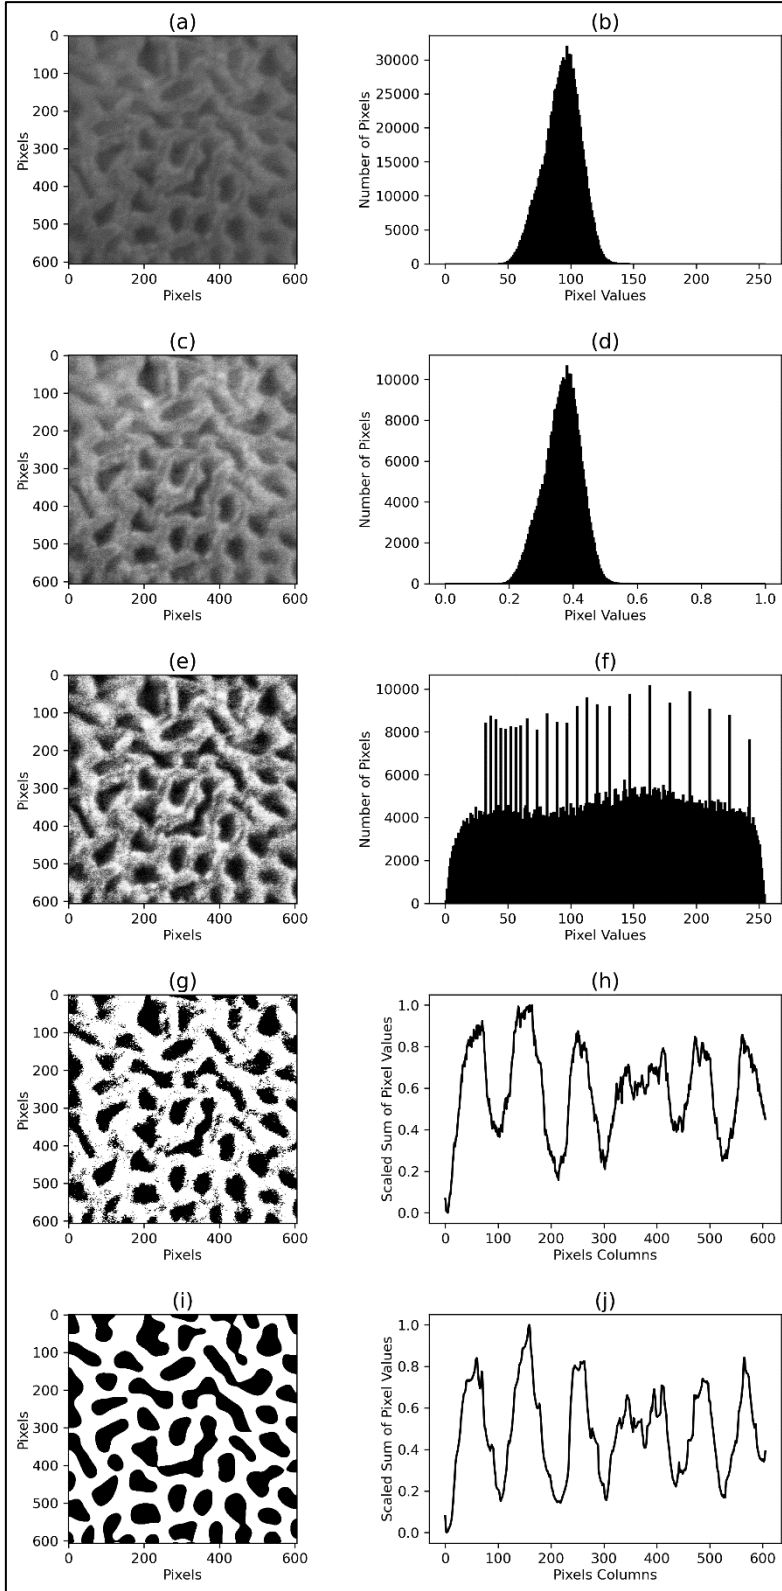 (a)
0
100
200
300
400
500
600
Pixels
0 200 400 600
Pixels
(b)
30000
25000
20000
15000
10000
5000
0
Number of Pixels
0 50 100 150 200 250
Pixel Values
(c)
0
100
200
300
400
500
600
Pixels
0 200 400 600
Pixels
(d)
10000
8000
6000
4000
2000
0
Number of Pixels
0.0 0.2 0.4 0.6 0.8 1.0
Pixel Values
(e)
0
100
200
300
400
500
600
Pixels
0 200 400 600
Pixels
(f)
10000
8000
6000
4000
2000
0
Number of Pixels
0 50 100 150 200 250
Pixel Values
(g)
0
100
200
300
400
500
600
Pixels
0 200 400 600
Pixels
(h)
1.0
0.8
0.6
0.4
0.2
0.0
Scaled Sum of Pixel Values
0 100 200 300 400 500 600
Pixels Columns
(i)
0
100
200
300
400
500
600
Pixels
0 200 400 600
Pixels
(j)
1.0
0.8
0.6
0.4
0.2
0.0
Scaled Sum of Pixel Values
0 100 200 300 400 500 600
Pixels Columns